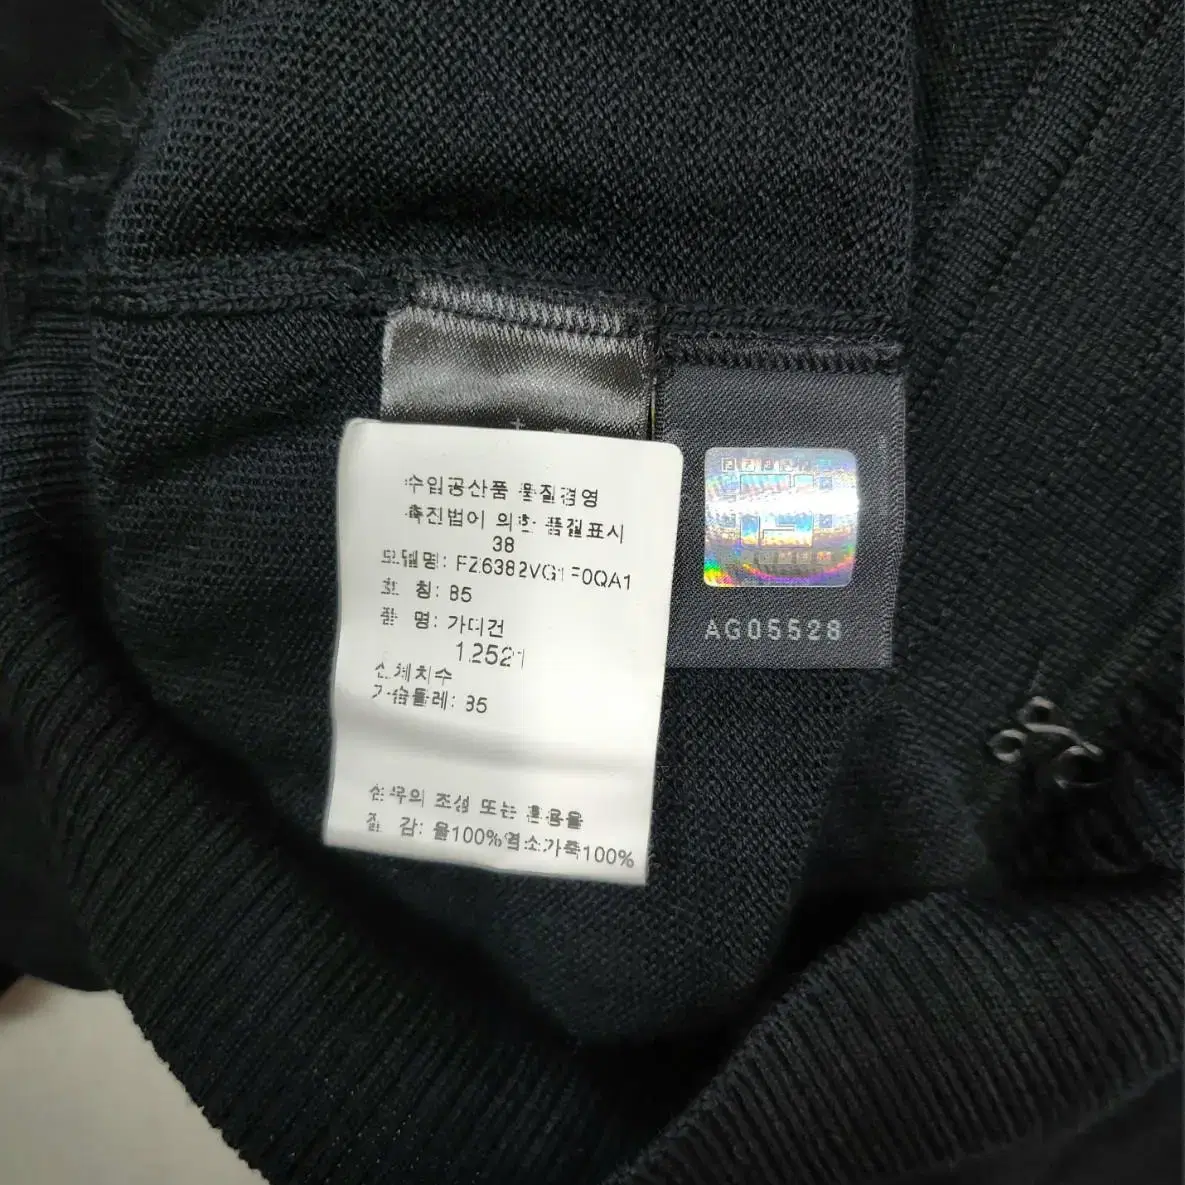 수입공산품 품질경영
촉진법에 의한 품질표시
38
모델명: FZ6382VG1F0QA1
호 칭: 85
품 명: 가디건
12521
신체치수
가슴둘레: 85
섬유의 조성 또는 혼용율
질 감: 울100%염소가죽100%
AG05528